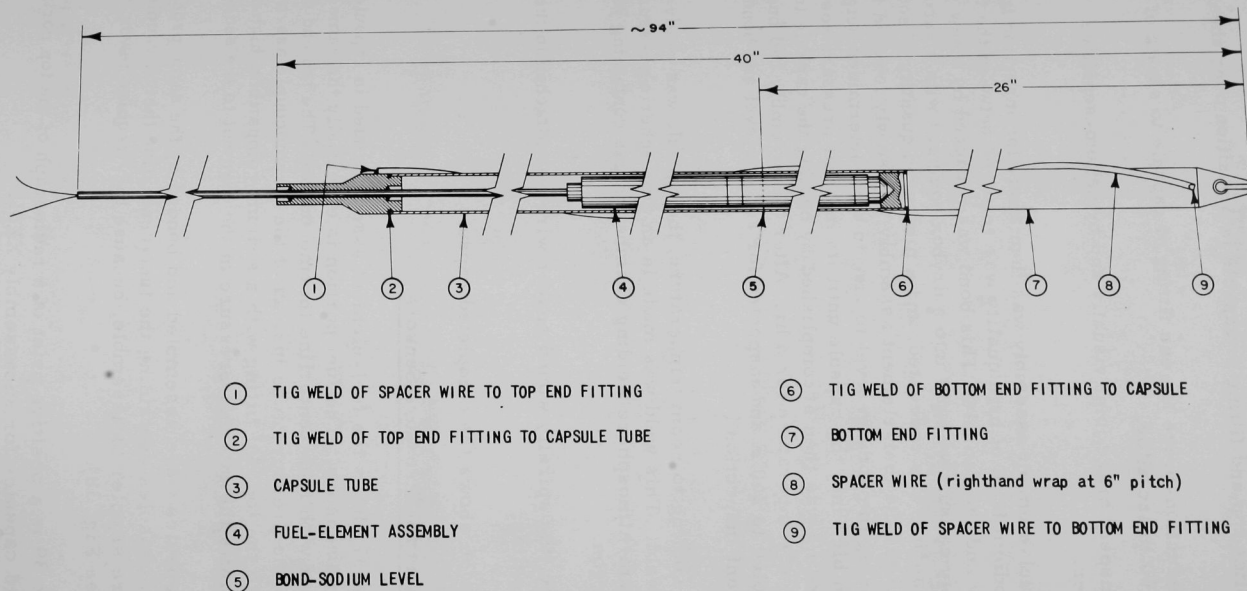 ~ 94"
40"
26"
1 2 3 4 5 6 7 8 9
1 TIG WELD OF SPACER WIRE TO TOP END FITTING
2 TIG WELD OF TOP END FITTING TO CAPSULE TUBE
3 CAPSULE TUBE
4 FUEL-ELEMENT ASSEMBLY
5 BOND-SODIUM LEVEL
6 TIG WELD OF BOTTOM END FITTING TO CAPSULE
7 BOTTOM END FITTING
8 SPACER WIRE (righthand wrap at 6" pitch)
9 TIG WELD OF SPACER WIRE TO BOTTOM END FITTING